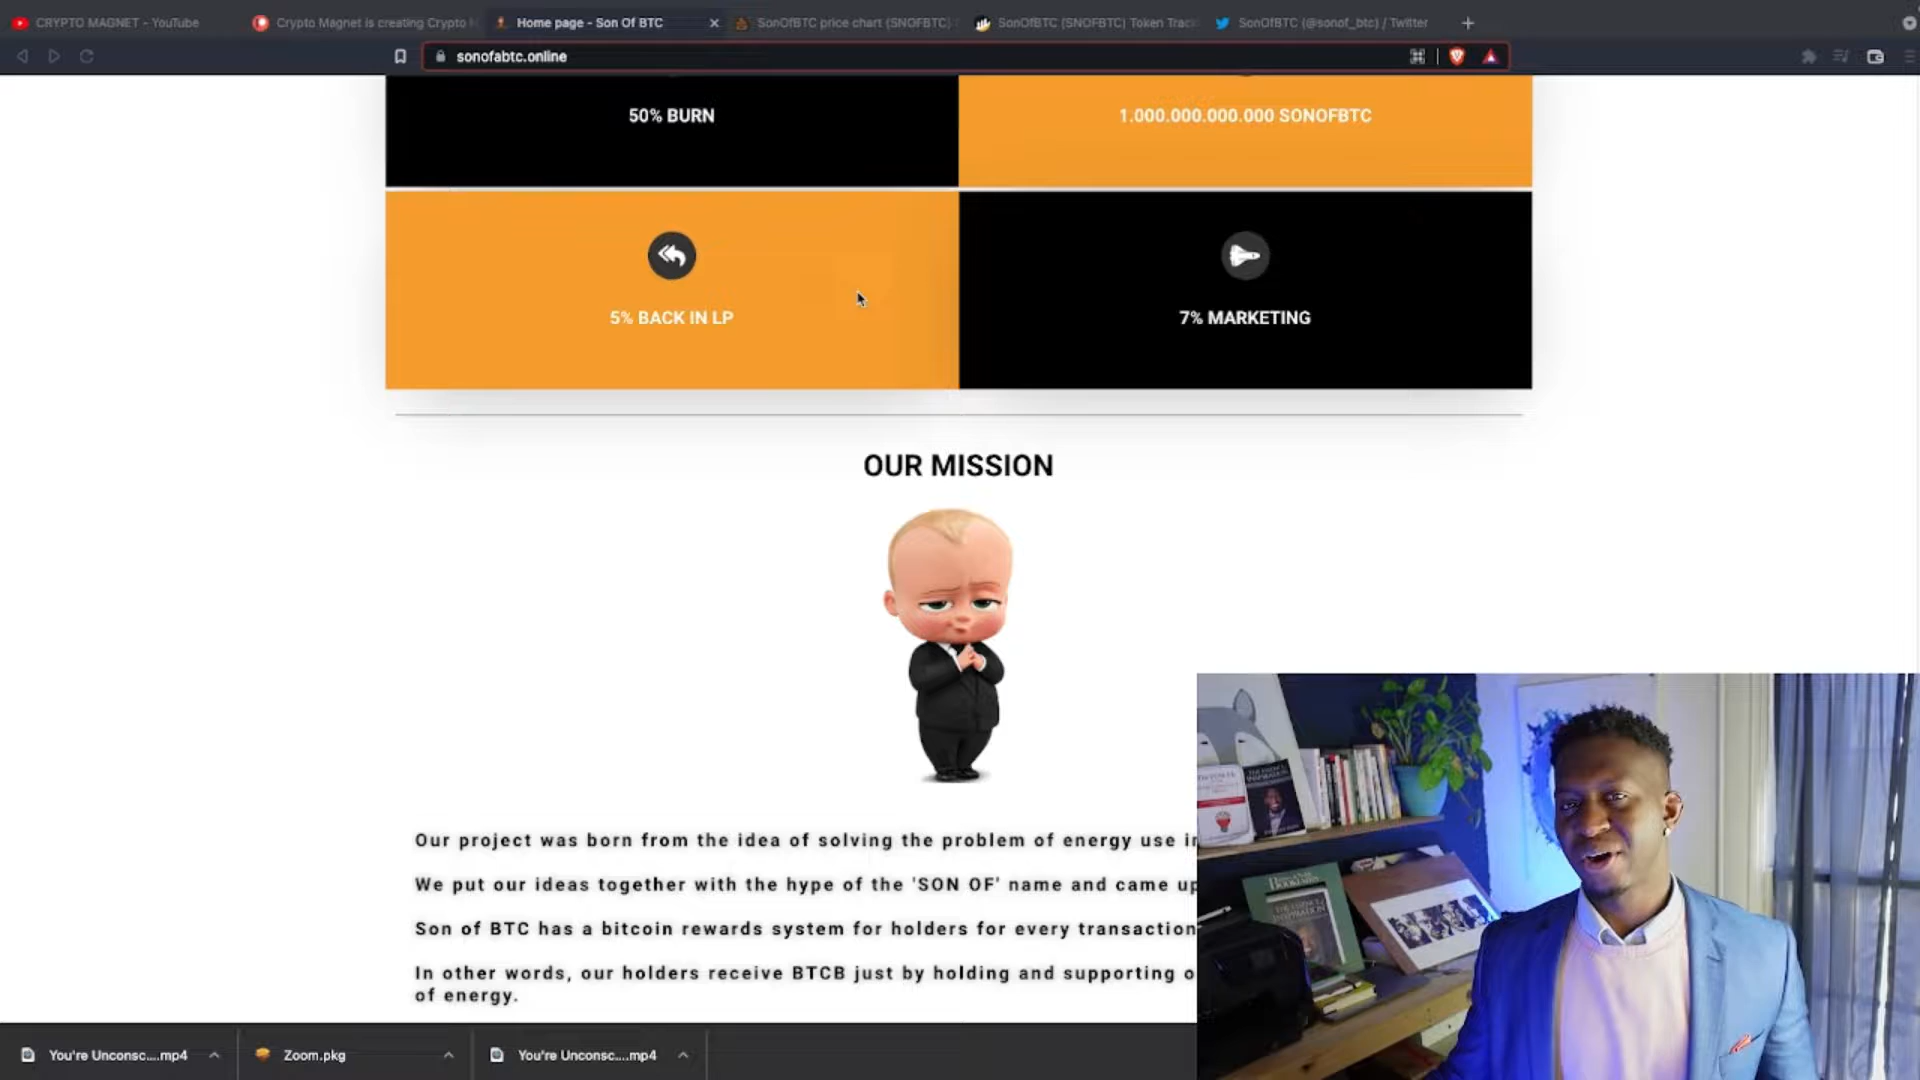 CRYPTO MAGNET - YouTube
Crypto Magnet is creating Crypto
Home page - Son Of BTC
SonOfBTC price chart (SNOFBTC)
SonOfBTC (SNOFBTC) Token Trac
SonOfBTC (@sonof_btc) / Twitter
sonofabtc.online
50% BURN
1.000.000.000.000 SONOFBTC
5% BACK IN LP
7% MARKETING
OUR MISSION
Our project was born from the idea of solving the problem of energy use in
We put our ideas together with the hype of the 'SON OF' name and came up
Son of BTC has a bitcoin rewards system for holders for every transaction
In other words, our holders receive BTCB just by holding and supporting o
of energy.
You're Unconsc....mp4
Zoom.pkg
You're Unconsc....mp4